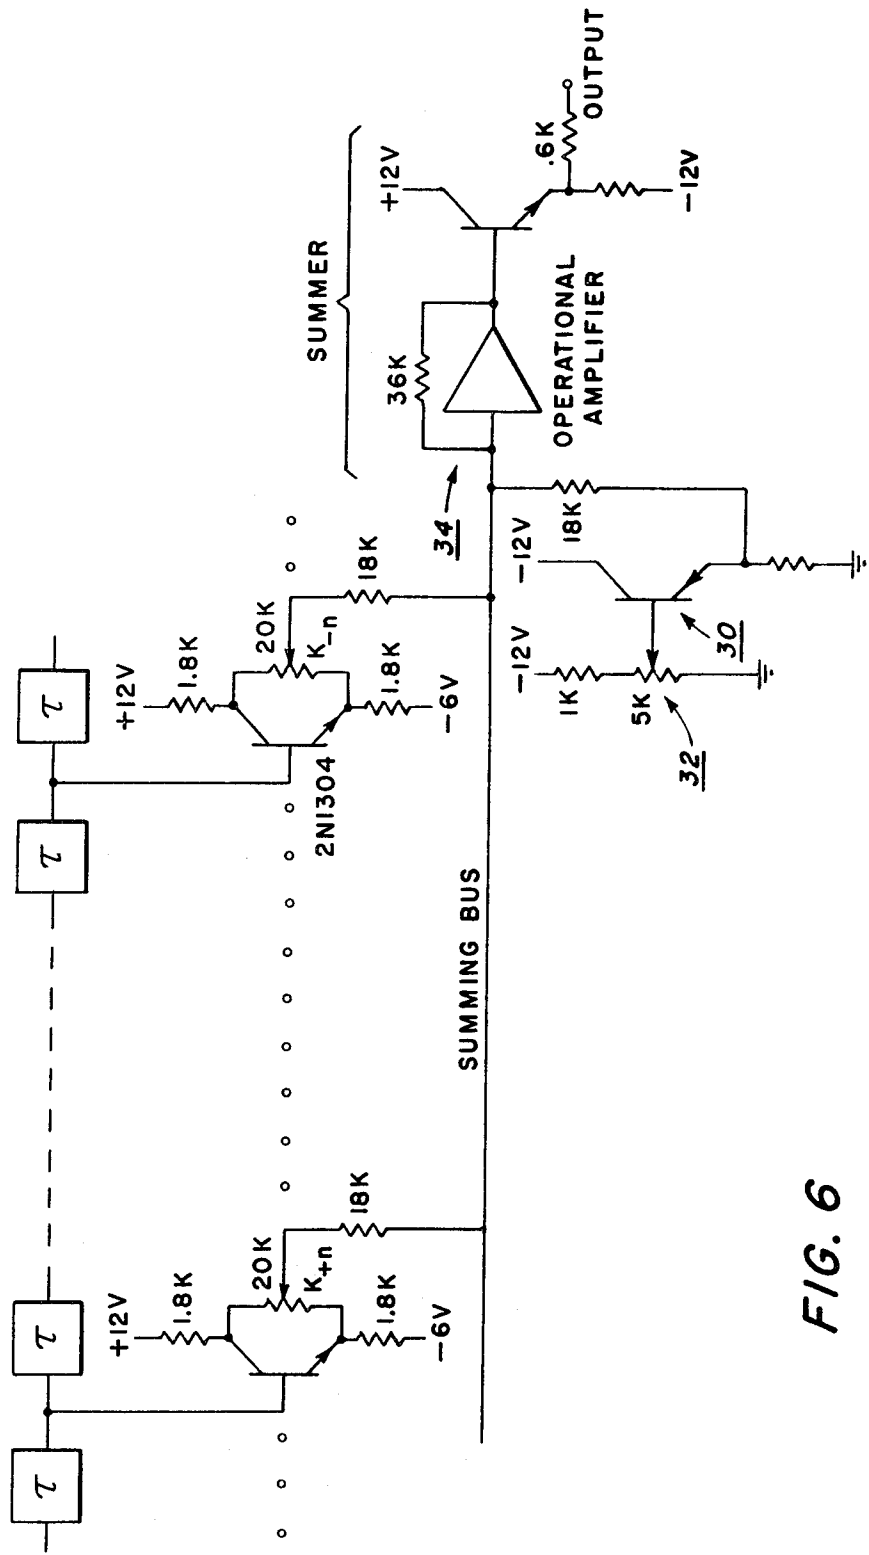 τ
τ
τ
τ
+12V
1.8K
20K
K+n
1.8K
-6V
18K
+12V
1.8K
20K
K-n
1.8K
-6V
18K
2N1304
SUMMING BUS
SUMMER
36K
34
OPERATIONAL
AMPLIFIER
+12V
.6K
OUTPUT
-12V
18K
-12V
30
-12V
1K
5K
32
FIG. 6